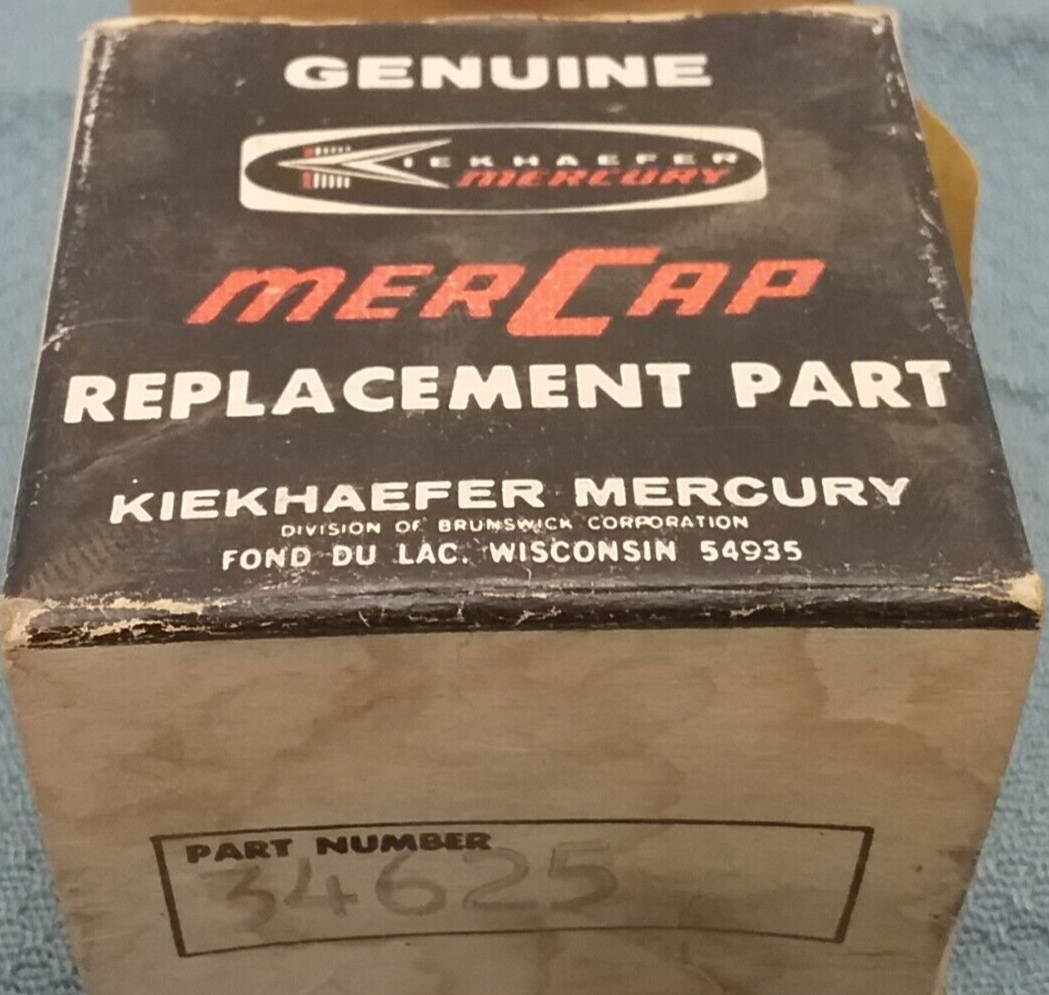 GENUINE
KIEKHAEFER
MERCURY
MERCAP
REPLACEMENT PART
KIEKHAEFER MERCURY
DIVISION OF BRUNSWICK CORPORATION
FOND DU LAC, WISCONSIN 54935
PART NUMBER
34625